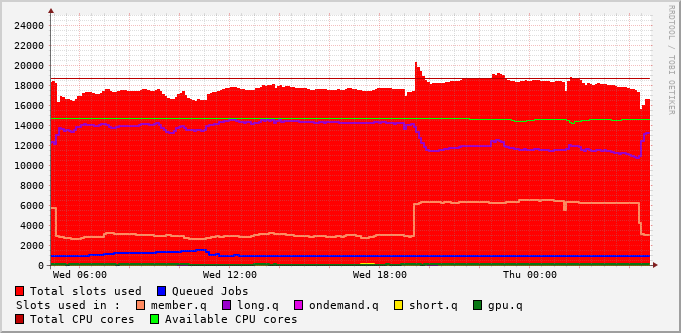 24000
22000
20000
18000
16000
14000
12000
10000
8000
6000
4000
2000
0
Wed 06:00 Wed 12:00 Wed 18:00 Thu 00:00
RRDTOOL / TOBI OETIKER
Total slots used Queued Jobs
Slots used in : member.q long.q ondemand.q short.q gpu.q
Total CPU cores Available CPU cores